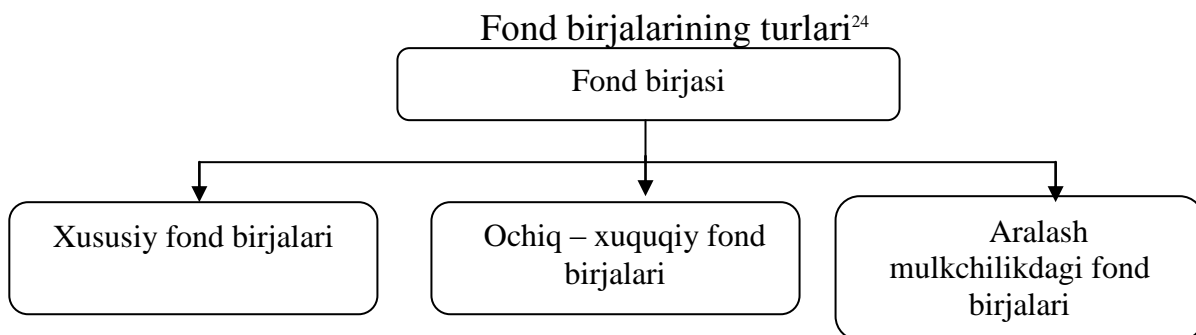 Fond birjalarining turlari²⁴
Fond birjasi
Xususiy fond birjalari
Ochiq – xuquqiy fond
birjalari
Aralash
mulkchilikdagi fond
birjalari